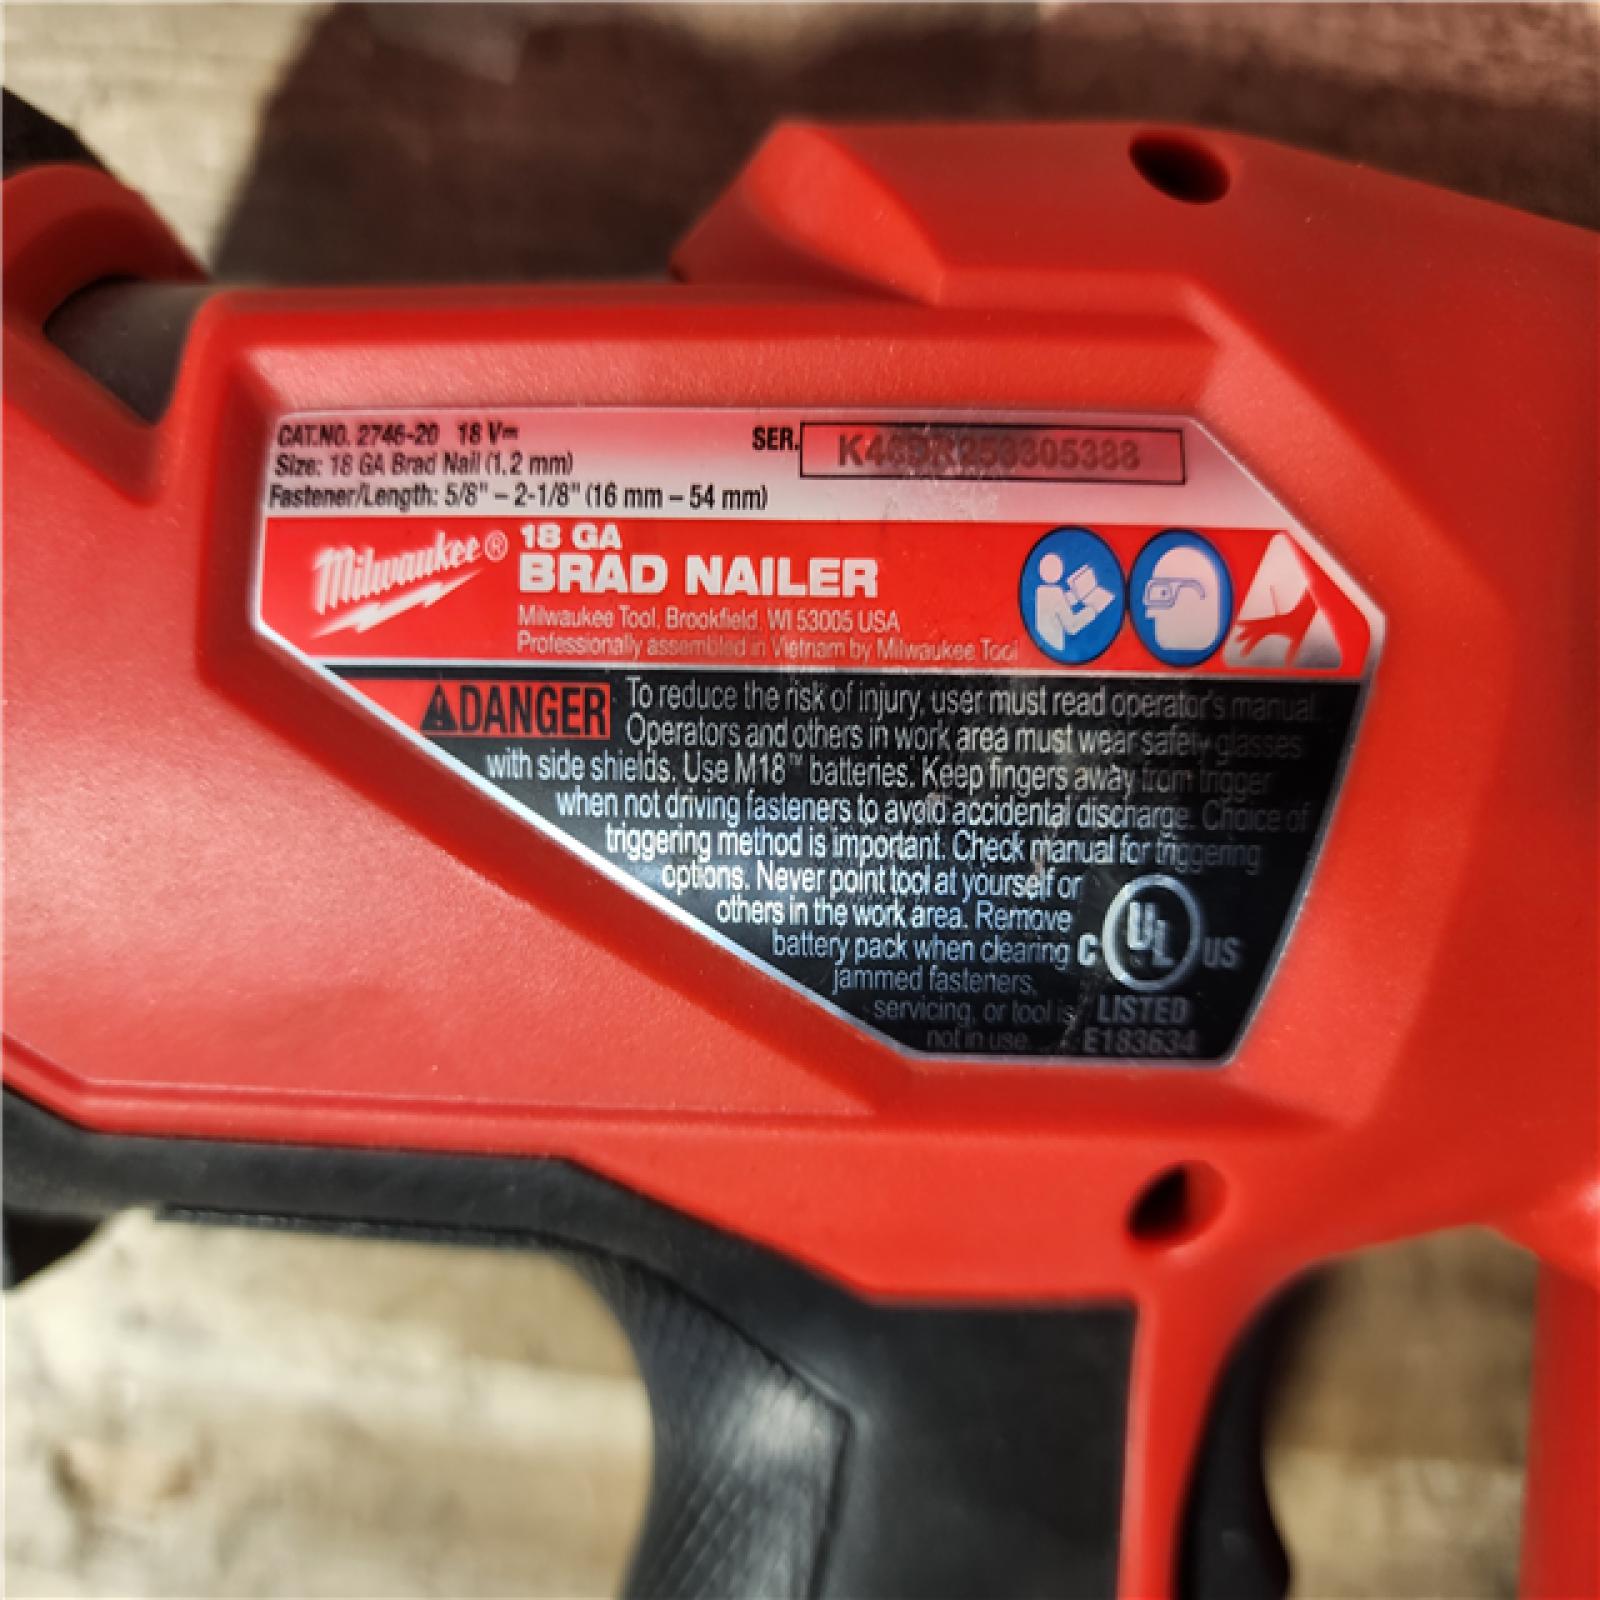 CAT.NO. 2746-20 18 V⎓
Size: 18 GA Brad Nail (1.2 mm)
Fastener/Length: 5/8" – 2-1/8" (16 mm – 54 mm)
SER.
Milwaukee®
18 GA
BRAD NAILER
Milwaukee Tool, Brookfield, WI 53005 USA
Professionally assembled in Vietnam by Milwaukee Tool
DANGER To reduce the risk of injury, user must read operator's manual.
Operators and others in work area must wear safety glasses
with side shields. Use M18™ batteries. Keep fingers away from trigger
when not driving fasteners to avoid accidental discharge. Choice of
triggering method is important. Check manual for triggering
options. Never point tool at yourself or
others in the work area. Remove
battery pack when clearing
jammed fasteners,
servicing, or tool is
not in use.
C UL US
LISTED
E183634